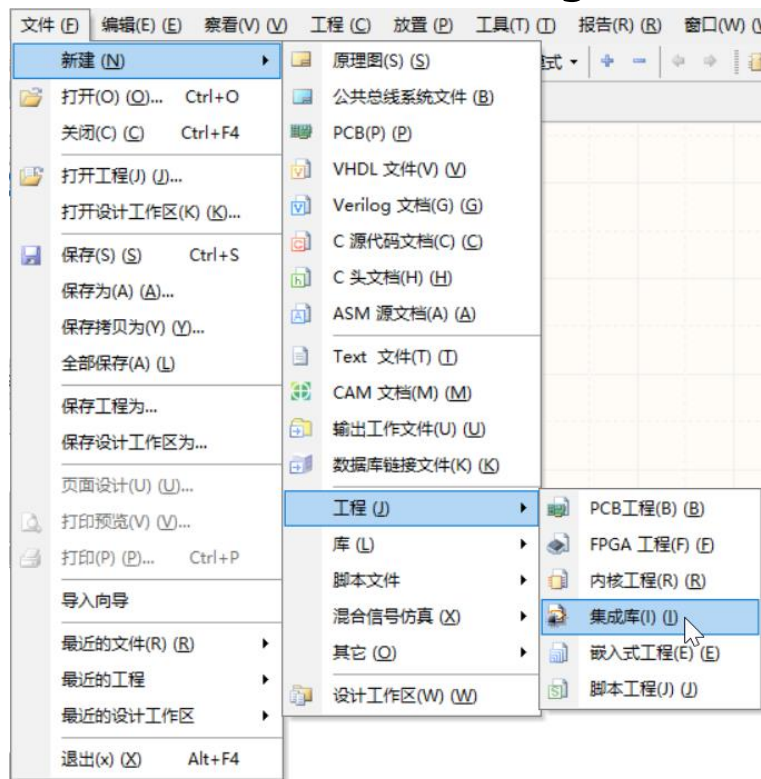 文件 (F) 编辑(E) (E) 察看(V) (V) 工程 (C) 放置 (P) 工具(T) (T) 报告(R) (R) 窗口(W)
新建 (N)
打开(O) (O)... Ctrl+O
关闭(C) (C) Ctrl+F4
打开工程(J) (J)...
打开设计工作区(K) (K)...
保存(S) (S) Ctrl+S
保存为(A) (A)...
保存拷贝为(Y) (Y)...
全部保存(A) (L)
保存工程为...
保存设计工作区为...
页面设计(U) (U)...
打印预览(V) (V)...
打印(P) (P)... Ctrl+P
导入向导
最近的文件(R) (R)
最近的工程
最近的设计工作区
退出(x) (X) Alt+F4
原理图(S) (S)
公共总线系统文件 (B)
PCB(P) (P)
VHDL 文件(V) (V)
Verilog 文档(G) (G)
C 源代码文档(C) (C)
C 头文档(H) (H)
ASM 源文档(A) (A)
Text 文件(T) (T)
CAM 文档(M) (M)
输出工作文件(U) (U)
数据库链接文件(K) (K)
工程 (J)
库 (L)
脚本文件
混合信号仿真 (X)
其它 (O)
设计工作区(W) (W)
式
PCB工程(B) (B)
FPGA 工程(F) (F)
内核工程(R) (R)
集成库(I) (I)
嵌入式工程(E) (E)
脚本工程(J) (J)